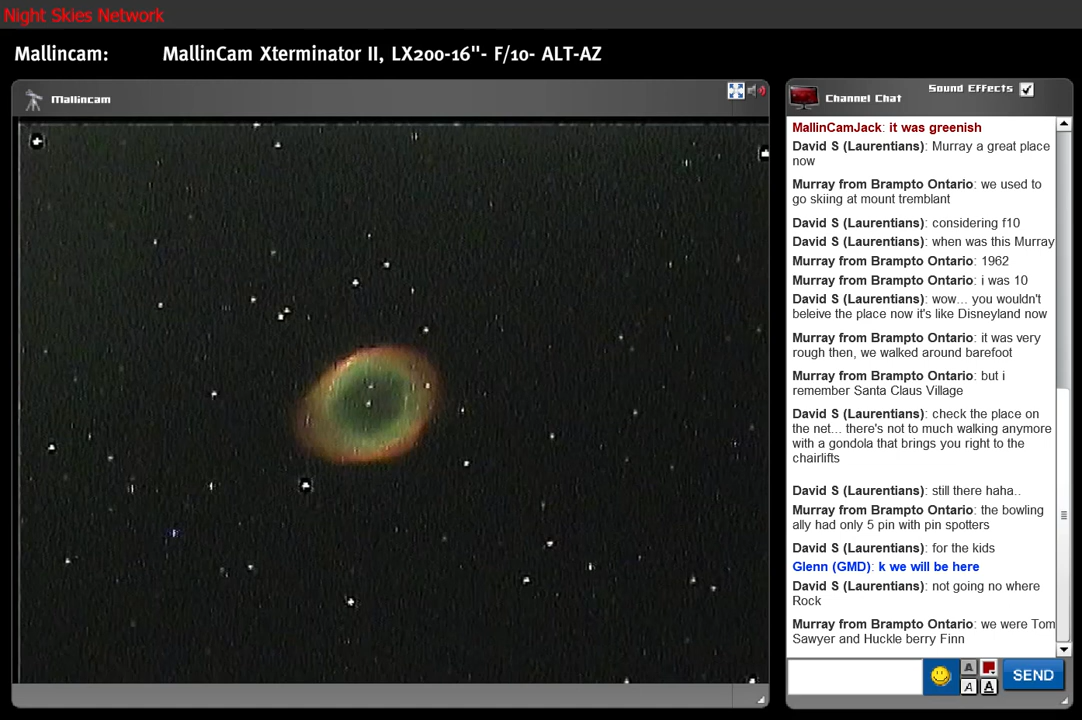 Night Skies Network
Mallincam: MallinCam Xterminator II, LX200-16"- F/10- ALT-AZ
Mallincam
Channel Chat
Sound Effects
MallinCamJack: it was greenish
David S (Laurentians): Murray a great place
now
Murray from Brampto Ontario: we used to
go skiing at mount tremblant
David S (Laurentians): considering f10
David S (Laurentians): when was this Murray
Murray from Brampto Ontario: 1962
Murray from Brampto Ontario: i was 10
David S (Laurentians): wow... you wouldn't
beleive the place now it's like Disneyland now
Murray from Brampto Ontario: it was very
rough then, we walked around barefoot
Murray from Brampto Ontario: but i
remember Santa Claus Village
David S (Laurentians): check the place on
the net... there's not to much walking anymore
with a gondola that brings you right to the
chairlifts
David S (Laurentians): still there haha..
Murray from Brampto Ontario: the bowling
ally had only 5 pin with pin spotters
David S (Laurentians): for the kids
Glenn (GMD): k we will be here
David S (Laurentians): not going no where
Rock
Murray from Brampto Ontario: we were Tom
Sawyer and Huckle berry Finn
A
A A
SEND